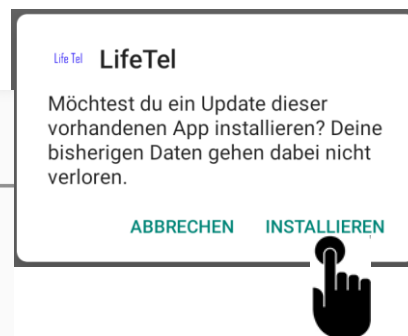 Life Tel LifeTel
Möchtest du ein Update dieser
vorhandenen App installieren? Deine
bisherigen Daten gehen dabei nicht
verloren.
ABBRECHEN INSTALLIEREN